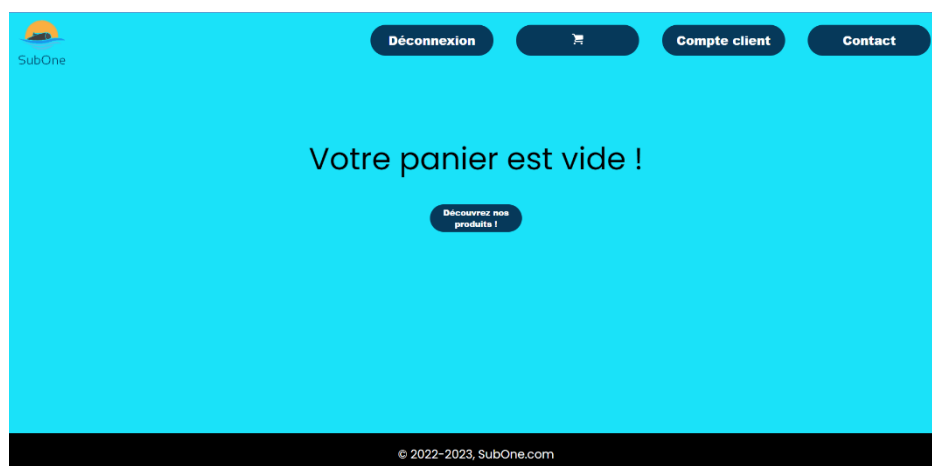 SubOne
Déconnexion
Compte client
Contact
Votre panier est vide !
Découvrez nos
produits !
© 2022-2023, SubOne.com